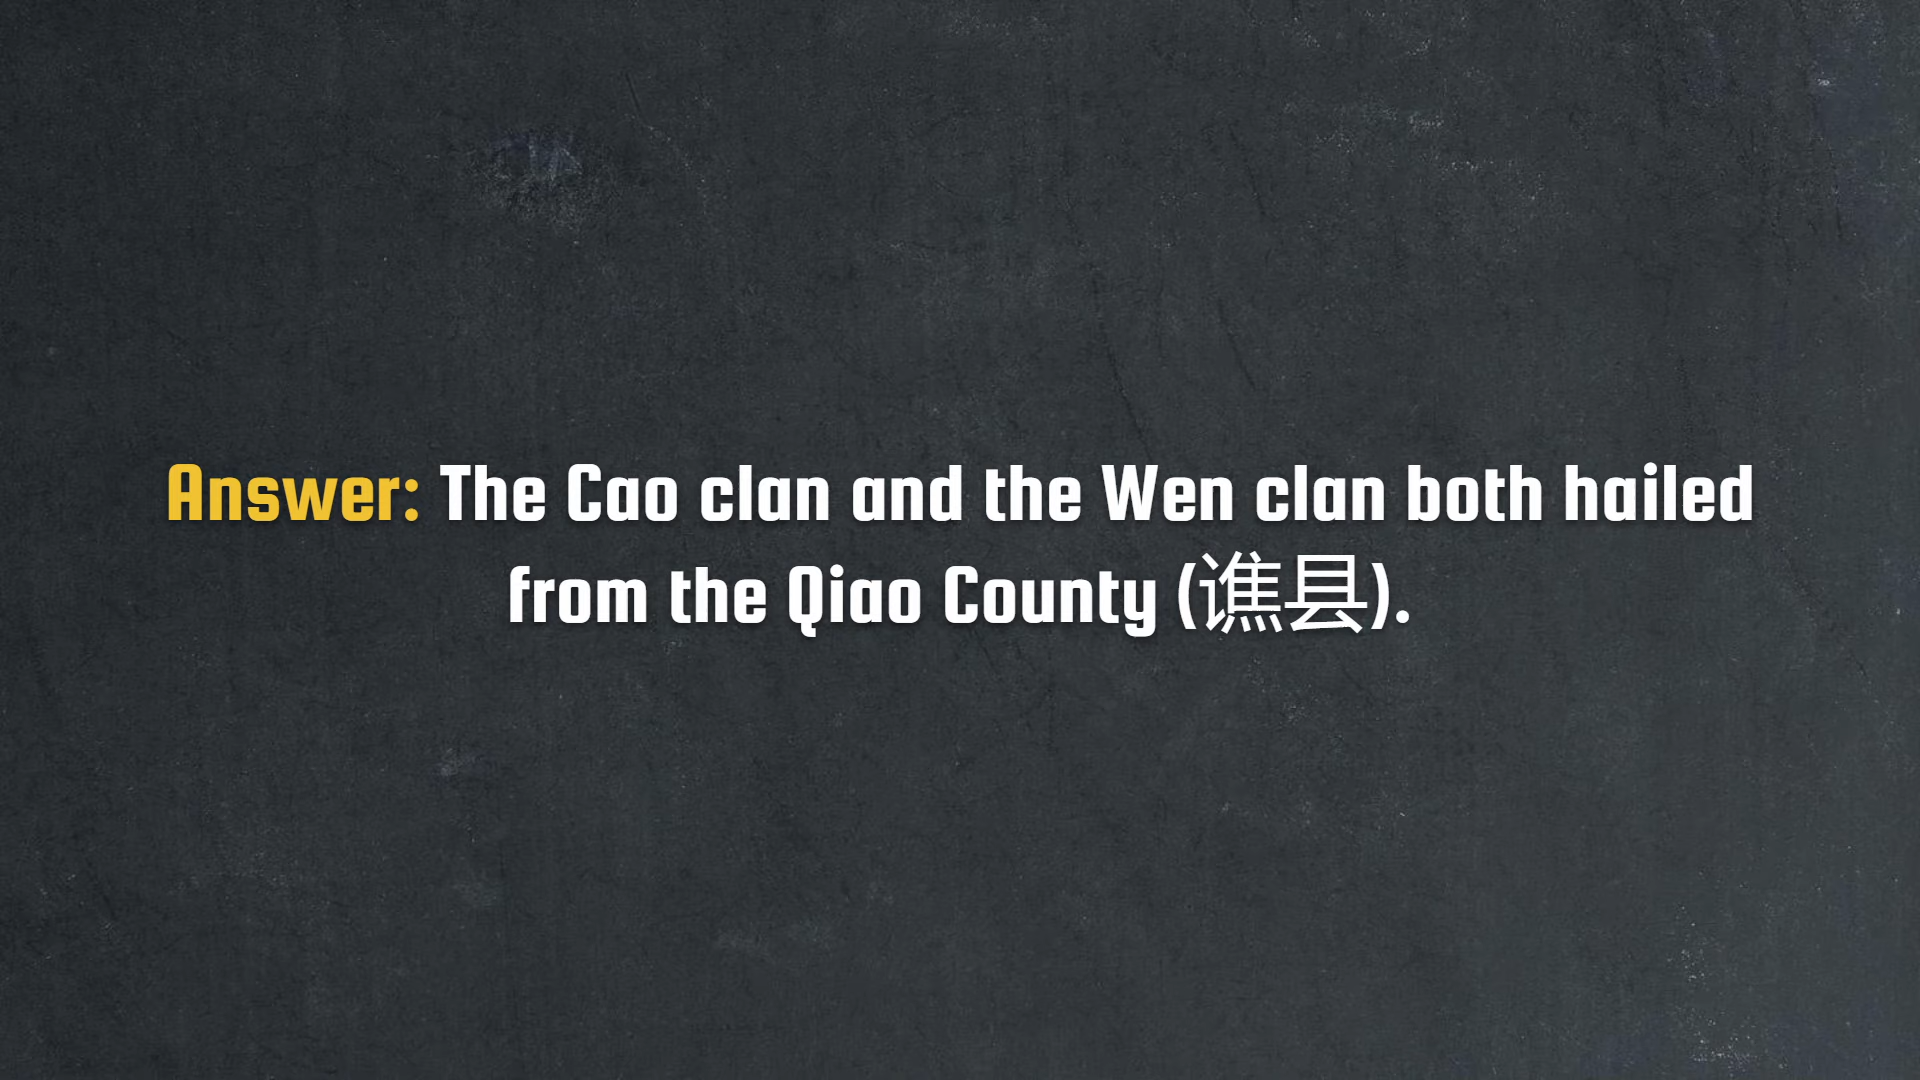 Answer: The Cao clan and the Wen clan both hailed
from the Qiao County (谯县).